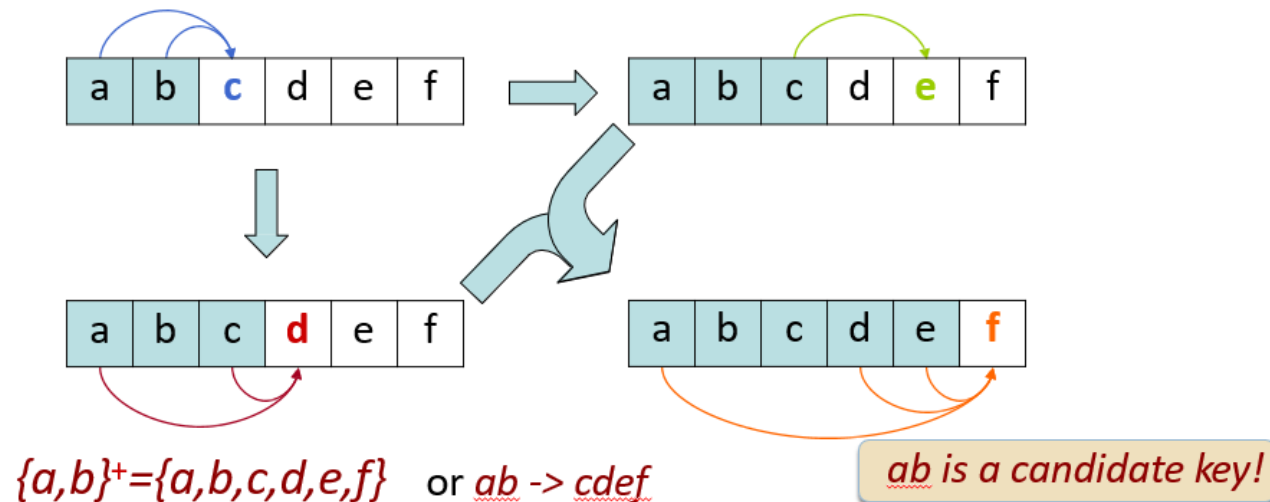 a b c d e f
a b c d e f
a b c d e f
a b c d e f
{a,b}⁺={a,b,c,d,e,f} or ab -> cdef
ab is a candidate key!